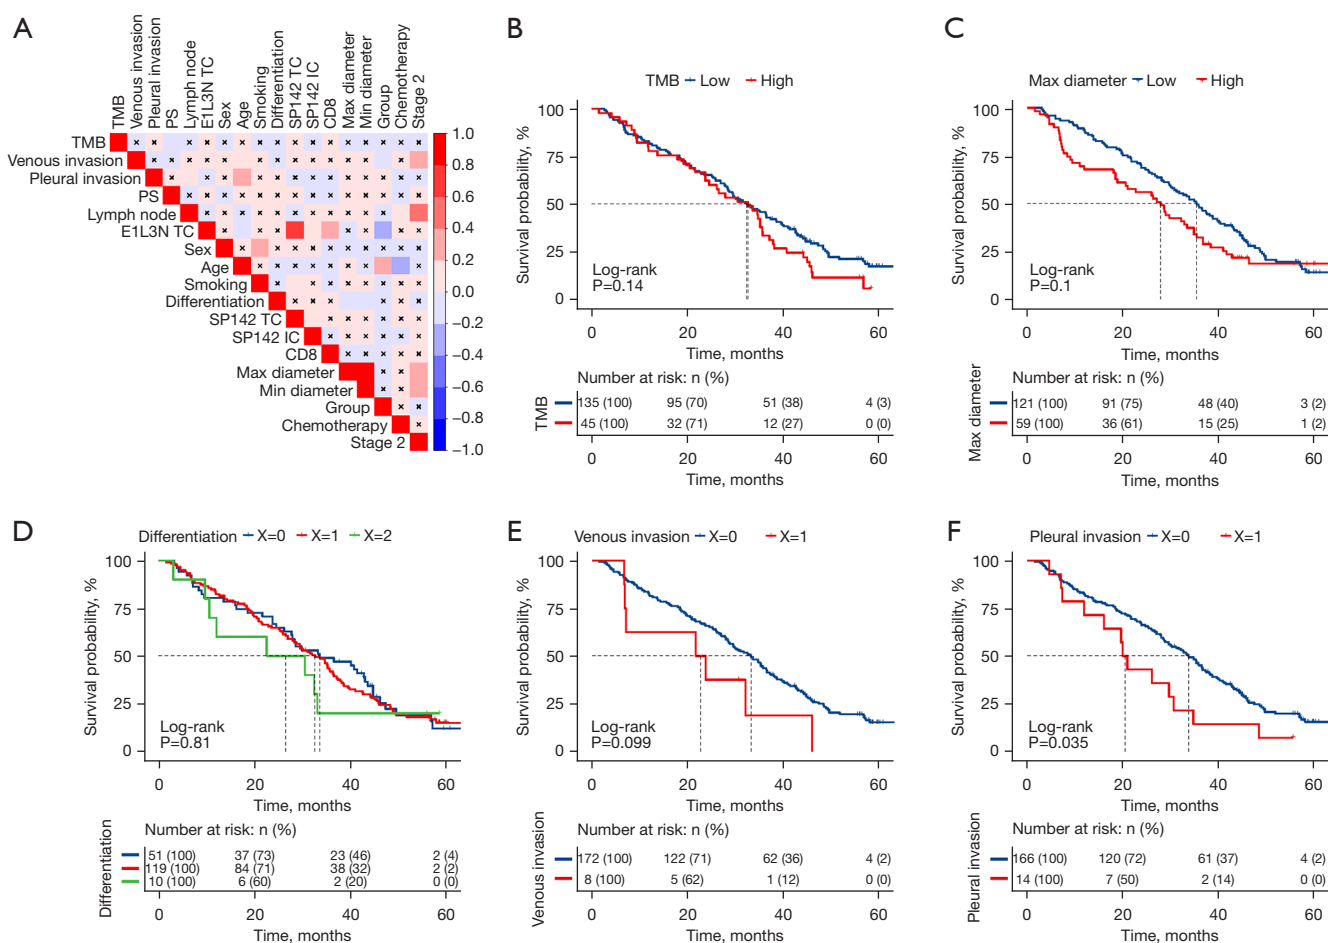 A
TMB
Venous invasion
Pleural invasion
PS
Lymph node
E1L3N TC
Sex
Age
Smoking
Differentiation
SP142 TC
SP142 IC
CD8
Max diameter
Min diameter
Group
Chemotherapy
Stage 2
TMB
Venous invasion
Pleural invasion
PS
Lymph node
E1L3N TC
Sex
Age
Smoking
Differentiation
SP142 TC
SP142 IC
CD8
Max diameter
Min diameter
Group
Chemotherapy
Stage 2
1.0
0.8
0.6
0.4
0.2
0.0
−0.2
−0.4
−0.6
−0.8
−1.0
B
TMB Low High
Survival probability, %
100
75
50
25
0
Log-rank
P=0.14
0 20 40 60
Time, months
Number at risk: n (%)
TMB
135 (100) 95 (70) 51 (38) 4 (3)
45 (100) 32 (71) 12 (27) 0 (0)
0 20 40 60
Time, months
C
Max diameter Low High
Survival probability, %
100
75
50
25
0
Log-rank
P=0.1
0 20 40 60
Time, months
Number at risk: n (%)
Max diameter
121 (100) 91 (75) 48 (40) 3 (2)
59 (100) 36 (61) 15 (25) 1 (2)
0 20 40 60
Time, months
D
Differentiation X=0 X=1 X=2
Survival probability, %
100
75
50
25
0
Log-rank
P=0.81
0 20 40 60
Time, months
Number at risk: n (%)
Differentiation
51 (100) 37 (73) 23 (46) 2 (4)
119 (100) 84 (71) 38 (32) 2 (2)
10 (100) 6 (60) 2 (20) 0 (0)
0 20 40 60
Time, months
E
Venous invasion X=0 X=1
Survival probability, %
100
75
50
25
0
Log-rank
P=0.099
0 20 40 60
Time, months
Number at risk: n (%)
Venous invasion
172 (100) 122 (71) 62 (36) 4 (2)
8 (100) 5 (62) 1 (12) 0 (0)
0 20 40 60
Time, months
F
Pleural invasion X=0 X=1
Survival probability, %
100
75
50
25
0
Log-rank
P=0.035
0 20 40 60
Time, months
Number at risk: n (%)
Pleural invasion
166 (100) 120 (72) 61 (37) 4 (2)
14 (100) 7 (50) 2 (14) 0 (0)
0 20 40 60
Time, months